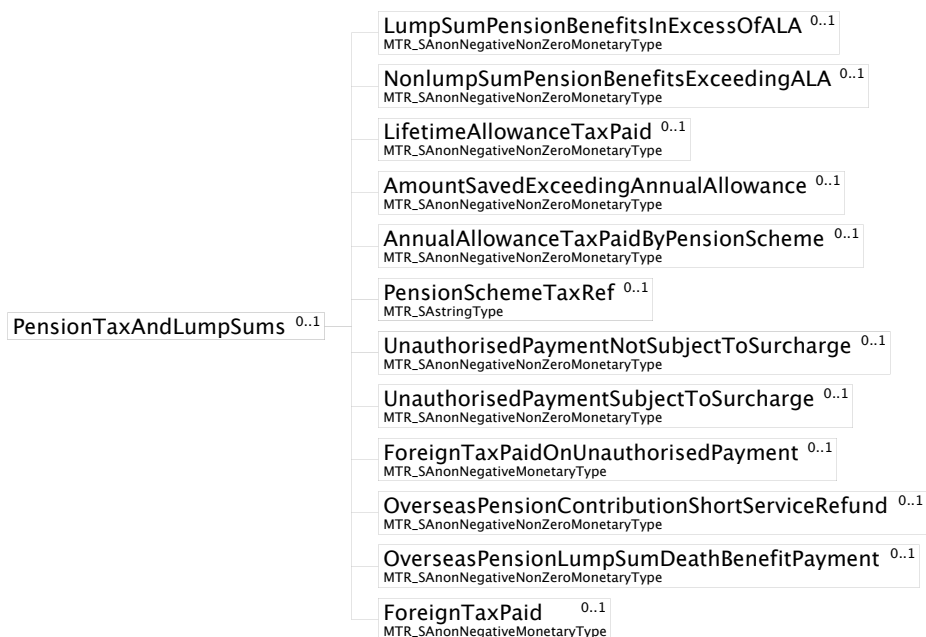 LumpSumPensionBenefitsInExcessOfALA 0..1
MTR_SAnonNegativeNonZeroMonetaryType
NonlumpSumPensionBenefitsExceedingALA 0..1
MTR_SAnonNegativeNonZeroMonetaryType
LifetimeAllowanceTaxPaid 0..1
MTR_SAnonNegativeNonZeroMonetaryType
AmountSavedExceedingAnnualAllowance 0..1
MTR_SAnonNegativeNonZeroMonetaryType
AnnualAllowanceTaxPaidByPensionScheme 0..1
MTR_SAnonNegativeNonZeroMonetaryType
PensionSchemeTaxRef 0..1
MTR_SAstringType
PensionTaxAndLumpSums 0..1
UnauthorisedPaymentNotSubjectToSurcharge 0..1
MTR_SAnonNegativeNonZeroMonetaryType
UnauthorisedPaymentSubjectToSurcharge 0..1
MTR_SAnonNegativeNonZeroMonetaryType
ForeignTaxPaidOnUnauthorisedPayment 0..1
MTR_SAnonNegativeMonetaryType
OverseasPensionContributionShortServiceRefund 0..1
MTR_SAnonNegativeNonZeroMonetaryType
OverseasPensionLumpSumDeathBenefitPayment 0..1
MTR_SAnonNegativeNonZeroMonetaryType
ForeignTaxPaid 0..1
MTR_SAnonNegativeMonetaryType